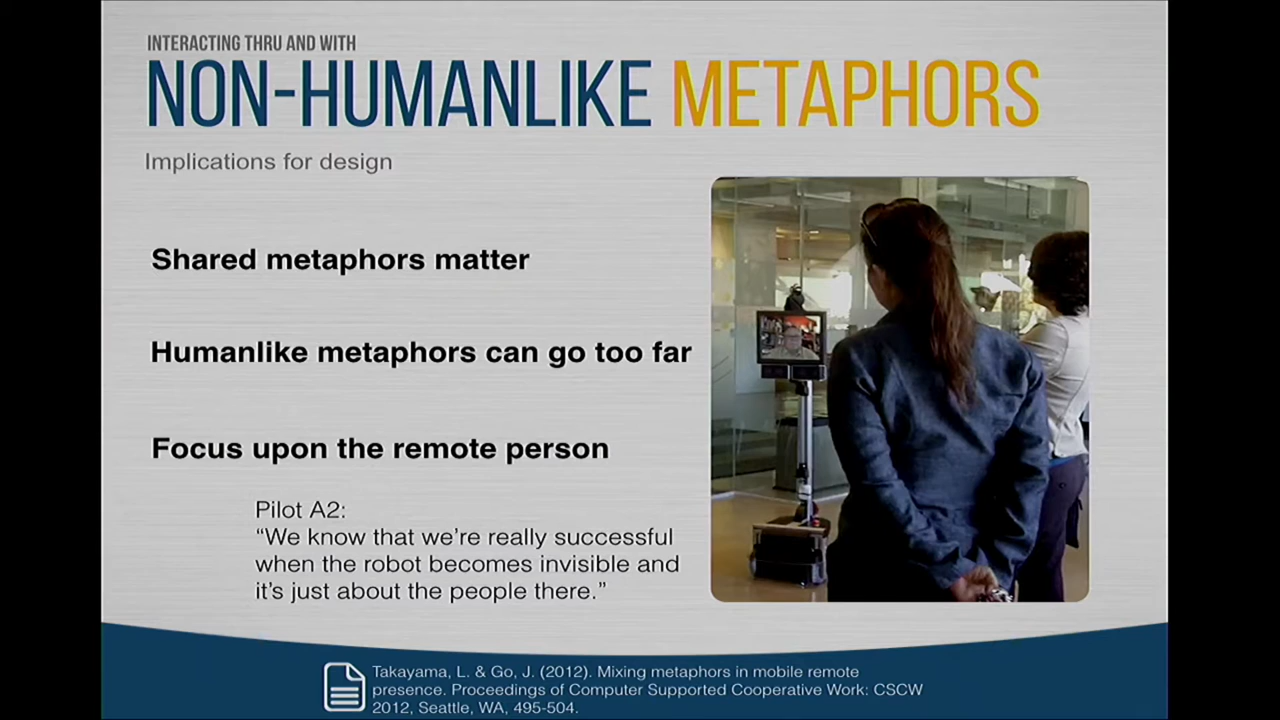 INTERACTING THRU AND WITH
NON-HUMANLIKE METAPHORS
Implications for design
Shared metaphors matter
Humanlike metaphors can go too far
Focus upon the remote person
Pilot A2:
“We know that we’re really successful
when the robot becomes invisible and
it’s just about the people there.”
Takayama, L. & Go, J. (2012). Mixing metaphors in mobile remote
presence. Proceedings of Computer Supported Cooperative Work: CSCW
2012, Seattle, WA, 495-504.